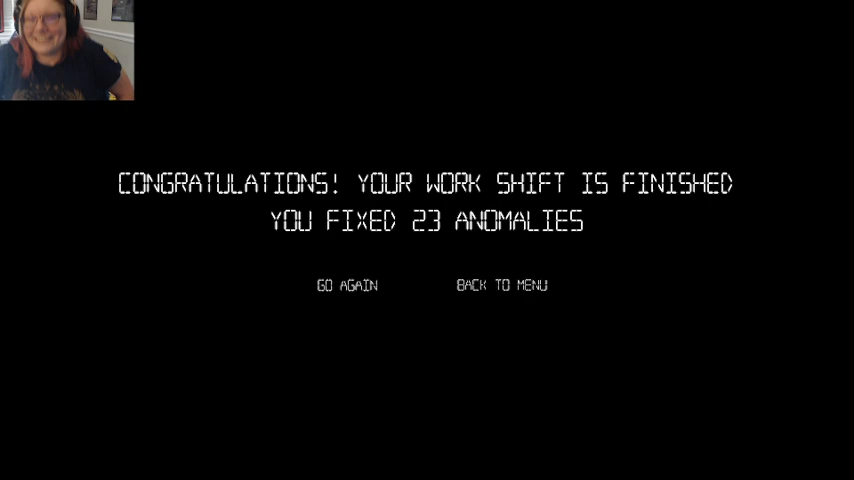 CONGRATULATIONS! YOUR WORK SHIFT IS FINISHED
YOU FIXED 23 ANOMALIES
GO AGAIN
BACK TO MENU